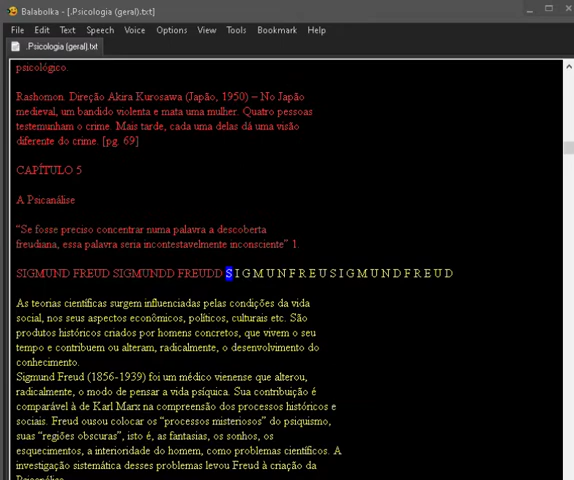 Balabolka - [.Psicologia (geral).txt]
File Edit Text Speech Voice Options View Tools Bookmark Help
.Psicologia (geral).txt
psicológico.
Rashomon. Direção Akira Kurosawa (Japão, 1950) – No Japão
medieval, um bandido violenta e mata uma mulher. Quatro pessoas
testemunham o crime. Mais tarde, cada uma delas dá uma visão
diferente do crime. [pg. 69]
CAPÍTULO 5
A Psicanálise
“Se fosse preciso concentrar numa palavra a descoberta
freudiana, essa palavra seria incontestavelmente inconsciente” 1.
SIGMUND FREUD SIGMUNDD FREUDD S I G M U N F R E U S I G M U N D F R E U D
As teorias científicas surgem influenciadas pelas condições da vida
social, nos seus aspectos econômicos, políticos, culturais etc. São
produtos históricos criados por homens concretos, que vivem o seu
tempo e contribuem ou alteram, radicalmente, o desenvolvimento do
conhecimento.
Sigmund Freud (1856-1939) foi um médico vienense que alterou,
radicalmente, o modo de pensar a vida psíquica. Sua contribuição é
comparável à de Karl Marx na compreensão dos processos históricos e
sociais. Freud ousou colocar os “processos misteriosos” do psiquismo,
suas “regiões obscuras”, isto é, as fantasias, os sonhos, os
esquecimentos, a interioridade do homem, como problemas científicos. A
investigação sistemática desses problemas levou Freud à criação da
Psicanálise.